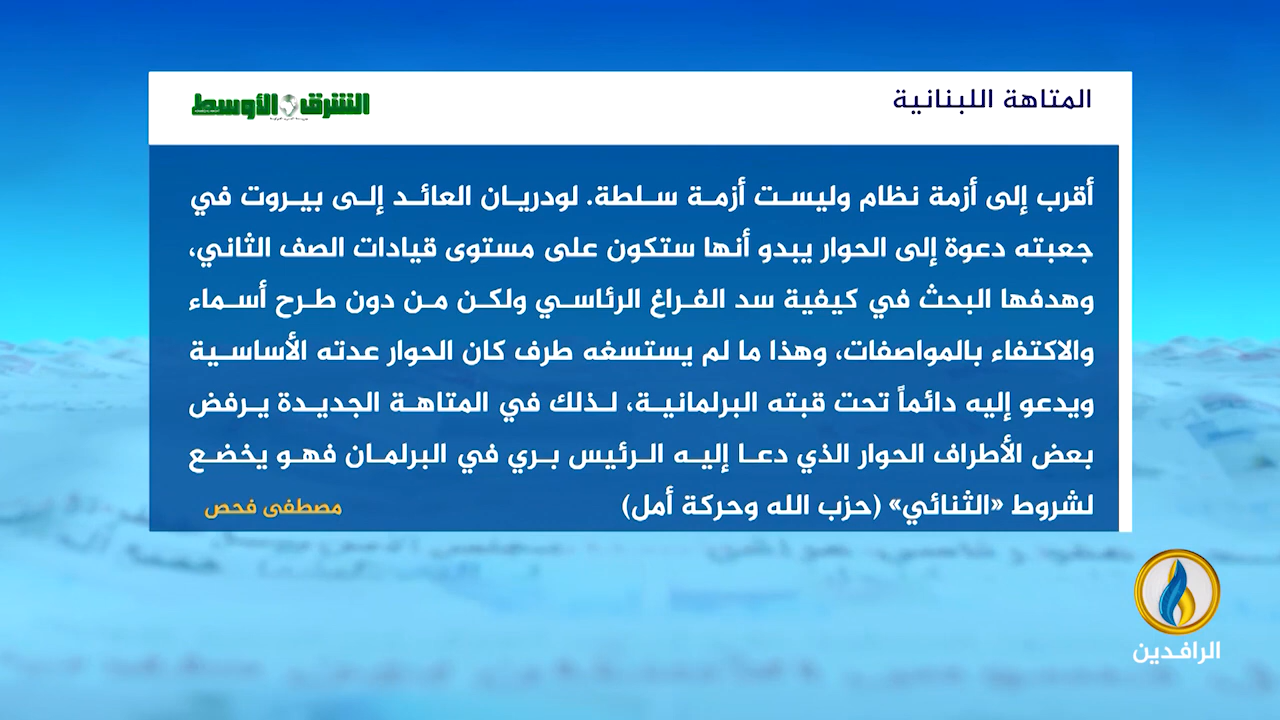 المتاهة اللبنانية
الشرق الأوسط
أقرب إلى أزمة نظام وليست أزمة سلطة. لودريان العائد إلى بيروت في
جعبته دعوة إلى الحوار يبدو أنها ستكون على مستوى قيادات الصف الثاني،
وهدفها البحث في كيفية سد الفراغ الرئاسي ولكن من دون طرح أسماء
والاكتفاء بالمواصفات، وهذا ما لم يستسغه طرف كان الحوار عدته الأساسية
ويدعو إليه دائماً تحت قبته البرلمانية، لذلك في المتاهة الجديدة يرفض
بعض الأطراف الحوار الذي دعا إليه الرئيس بري في البرلمان فهو يخضع
لشروط «الثنائي» (حزب الله وحركة أمل)
مصطفى فحص
الرافدين